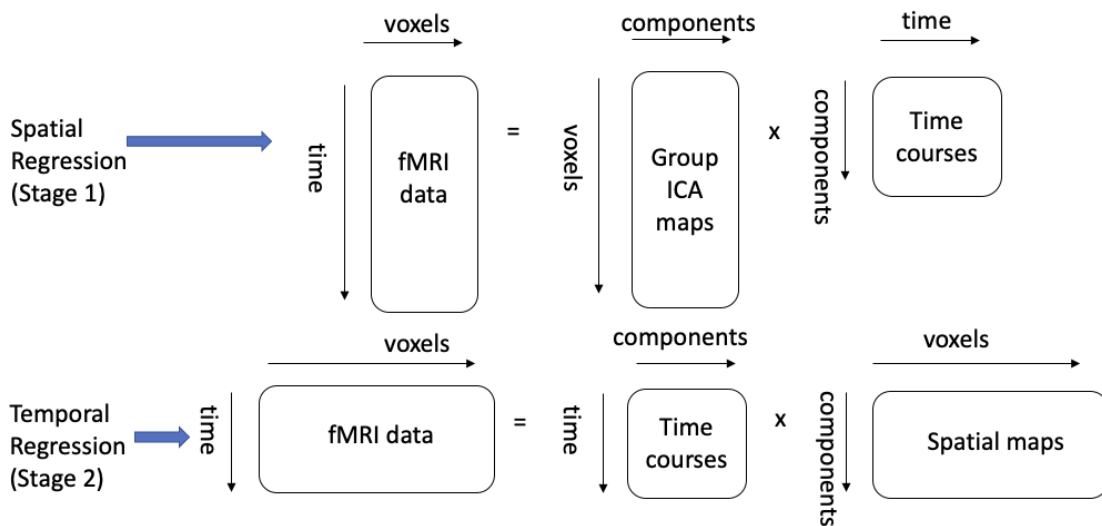 voxels
components
time
Spatial
Regression
(Stage 1)
time
fMRI
data
=
voxels
Group
ICA
maps
x
components
Time
courses
voxels
components
voxels
Temporal
Regression
(Stage 2)
time
fMRI data
=
time
Time
courses
x
components
Spatial maps